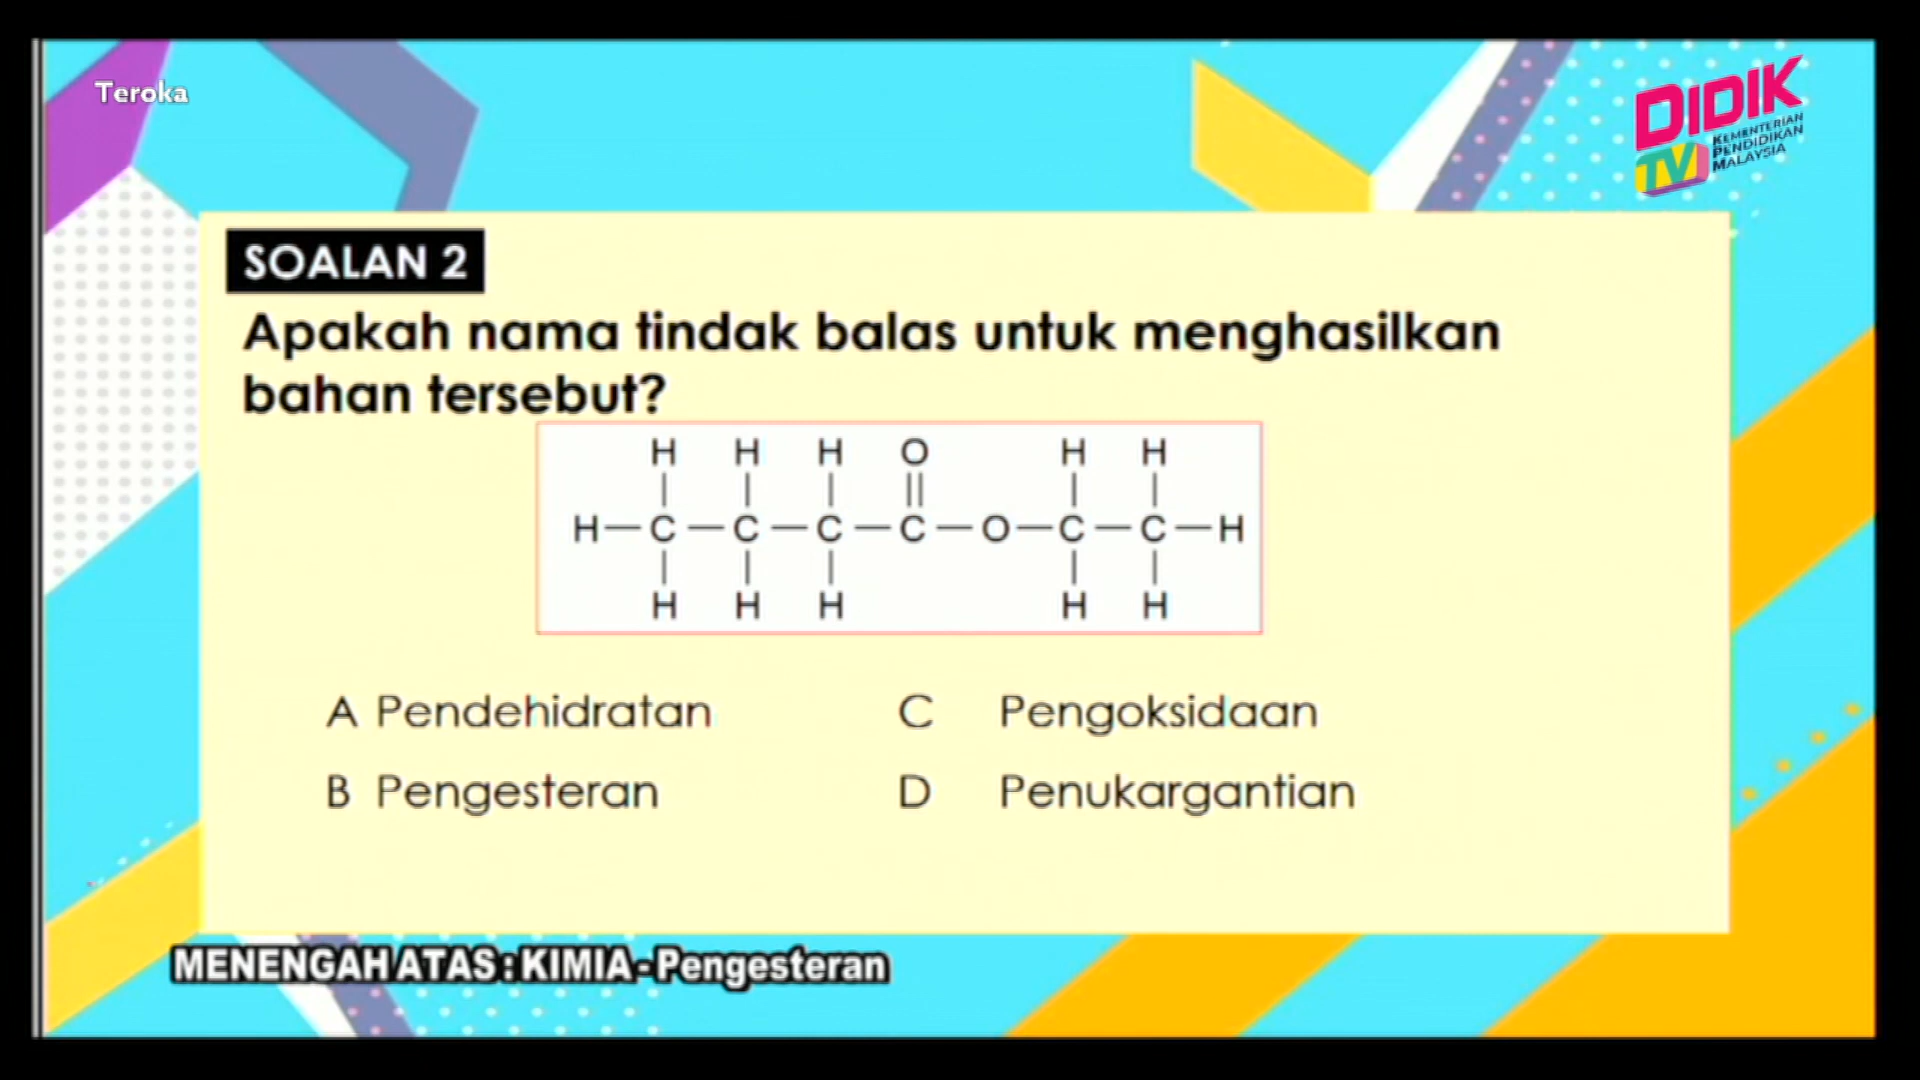 Teroka
DIDIK
TV
KEMENTERIAN
PENDIDIKAN
MALAYSIA
SOALAN 2
Apakah nama tindak balas untuk menghasilkan
bahan tersebut?
H H H O H H
H—C—C—C—C—O—C—C—H
H H H H H
A Pendehidratan
C Pengoksidaan
B Pengesteran
D Penukargantian
MENENGAH ATAS : KIMIA - Pengesteran